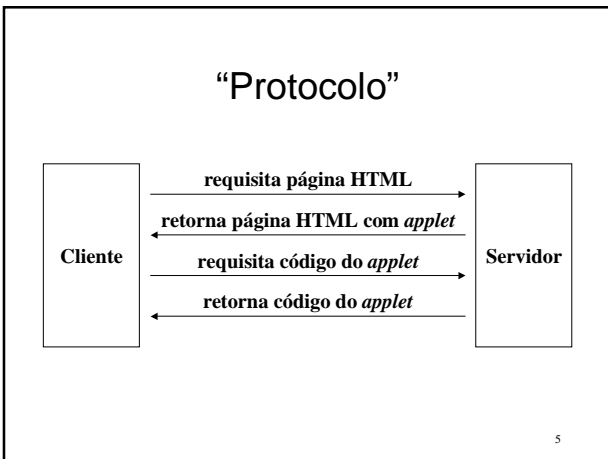 “Protocolo”
requisita página HTML
retorna página HTML com applet
Cliente
requisita código do applet
Servidor
retorna código do applet
5